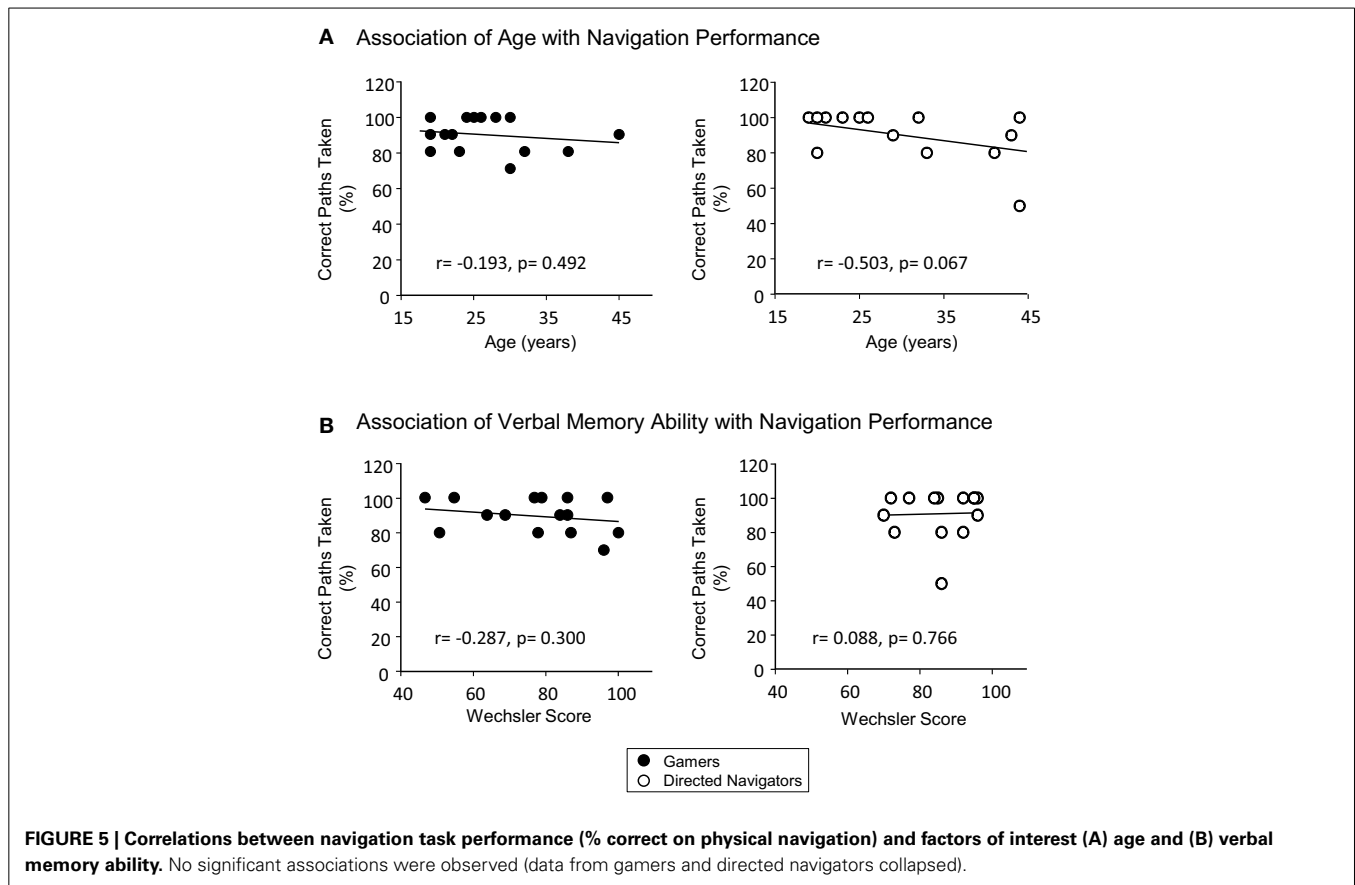 A Association of Age with Navigation Performance
120
100
80
60
40
20
0
Correct Paths Taken
(%)
r= -0.193, p= 0.492
15 25 35 45
Age (years)
120
100
80
60
40
20
0
Correct Paths Taken
(%)
r= -0.503, p= 0.067
15 25 35 45
Age (years)
B Association of Verbal Memory Ability with Navigation Performance
120
100
80
60
40
20
0
Correct Paths Taken
(%)
r= -0.287, p= 0.300
40 60 80 100
Wechsler Score
120
100
80
60
40
20
0
Correct Paths Taken
(%)
r= 0.088, p= 0.766
40 60 80 100
Wechsler Score
Gamers
Directed Navigators
FIGURE 5 | Correlations between navigation task performance (% correct on physical navigation) and factors of interest (A) age and (B) verbal
memory ability. No significant associations were observed (data from gamers and directed navigators collapsed).